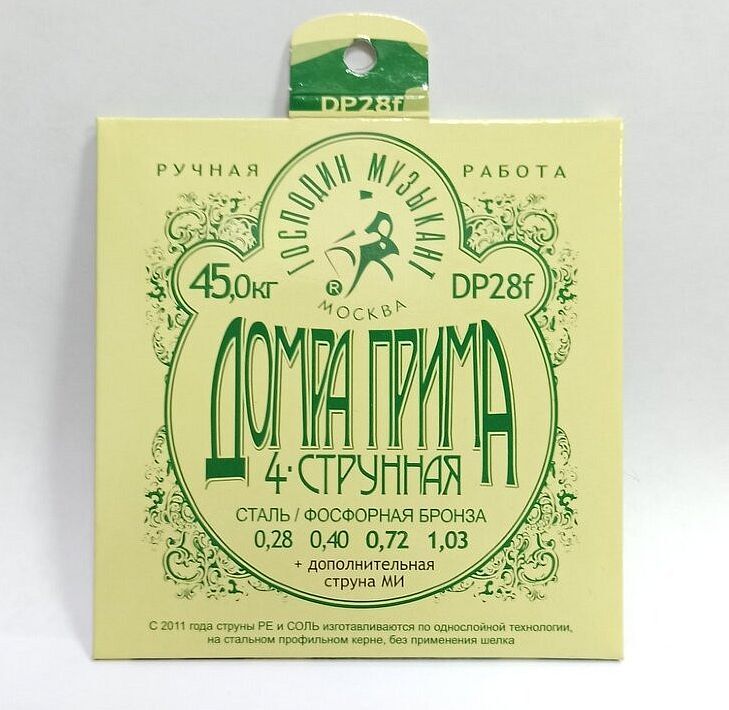 DP28f
РУЧНАЯ РАБОТА
ГОСПОДИН МУЗЫКАНТ
®
МОСКВА
45,0кг DP28f
ДОМРА ПРИМА
4-СТРУННАЯ
СТАЛЬ / ФОСФОРНАЯ БРОНЗА
0,28 0,40 0,72 1,03
+ дополнительная
струна МИ
С 2011 года струны РЕ и СОЛЬ изготавливаются по однослойной технологии,
на стальном профильном керне, без применения шелка